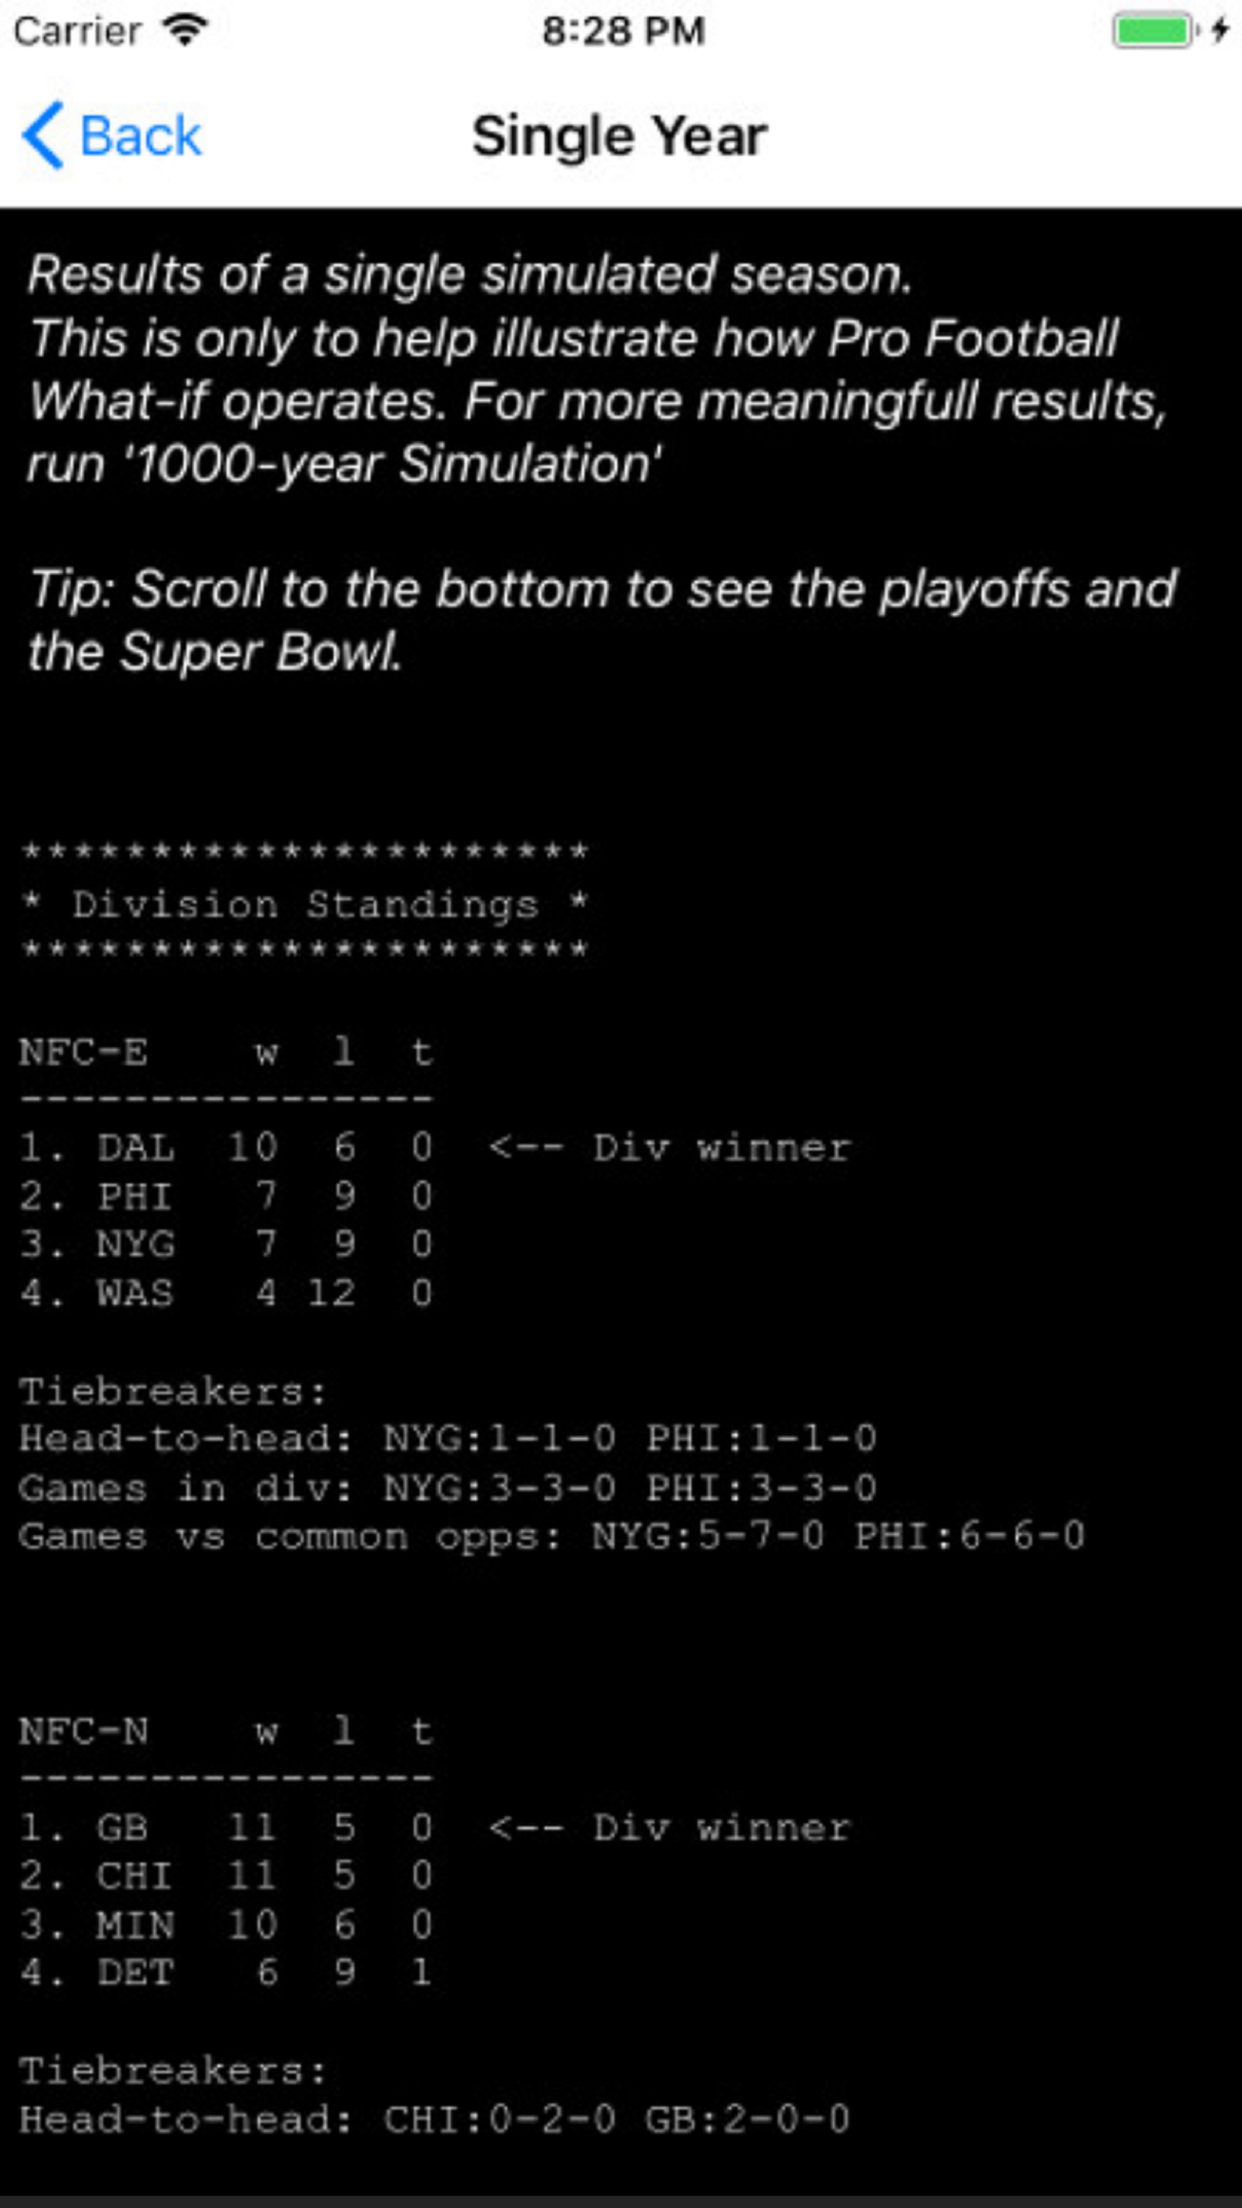 Carrier 8:28 PM
Back Single Year
Results of a single simulated season.
This is only to help illustrate how Pro Football
What-if operates. For more meaningfull results,
run '1000-year Simulation'
Tip: Scroll to the bottom to see the playoffs and
the Super Bowl.
**********************
* Division Standings *
**********************
NFC-E w l t
----------------
1. DAL 10 6 0 <-- Div winner
2. PHI 7 9 0
3. NYG 7 9 0
4. WAS 4 12 0
Tiebreakers:
Head-to-head: NYG:1-1-0 PHI:1-1-0
Games in div: NYG:3-3-0 PHI:3-3-0
Games vs common opps: NYG:5-7-0 PHI:6-6-0
NFC-N w l t
----------------
1. GB 11 5 0 <-- Div winner
2. CHI 11 5 0
3. MIN 10 6 0
4. DET 6 9 1
Tiebreakers:
Head-to-head: CHI:0-2-0 GB:2-0-0